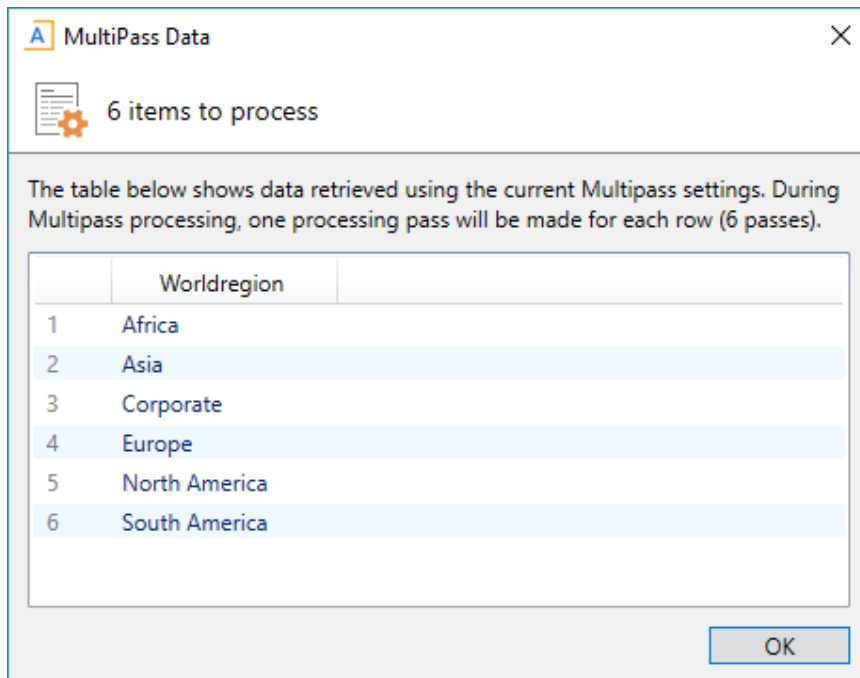 A MultiPass Data
6 items to process
The table below shows data retrieved using the current Multipass settings. During
Multipass processing, one processing pass will be made for each row (6 passes).
Worldregion
1 Africa
2 Asia
3 Corporate
4 Europe
5 North America
6 South America
OK